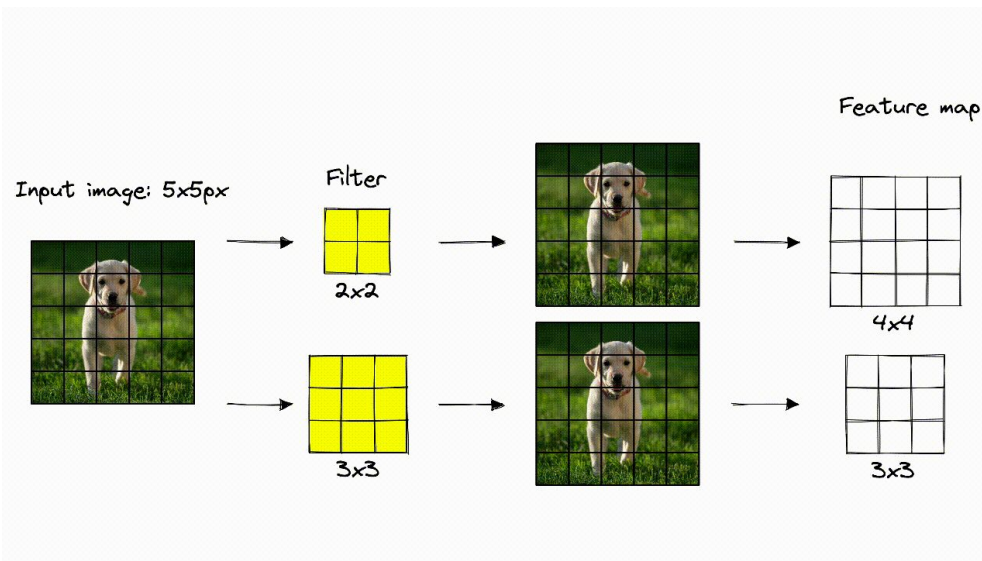 Feature map
Input image: 5x5px
Filter
2x2
4x4
3x3
3x3